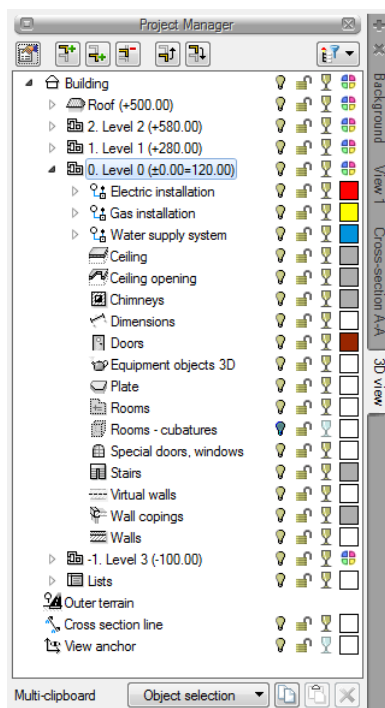 Project Manager
Building
Roof (+500.00)
2. Level 2 (+580.00)
1. Level 1 (+280.00)
0. Level 0 (±0.00=120.00)
Electric installation
Gas installation
Water supply system
Ceiling
Ceiling opening
Chimneys
Dimensions
Doors
Equipment objects 3D
Plate
Rooms
Rooms - cubatures
Special doors, windows
Stairs
Virtual walls
Wall copings
Walls
-1. Level 3 (-100.00)
Lists
Outer terrain
Cross section line
View anchor
Multi-clipboard
Object selection
Background
View 1
Cross-section A-A
3D view